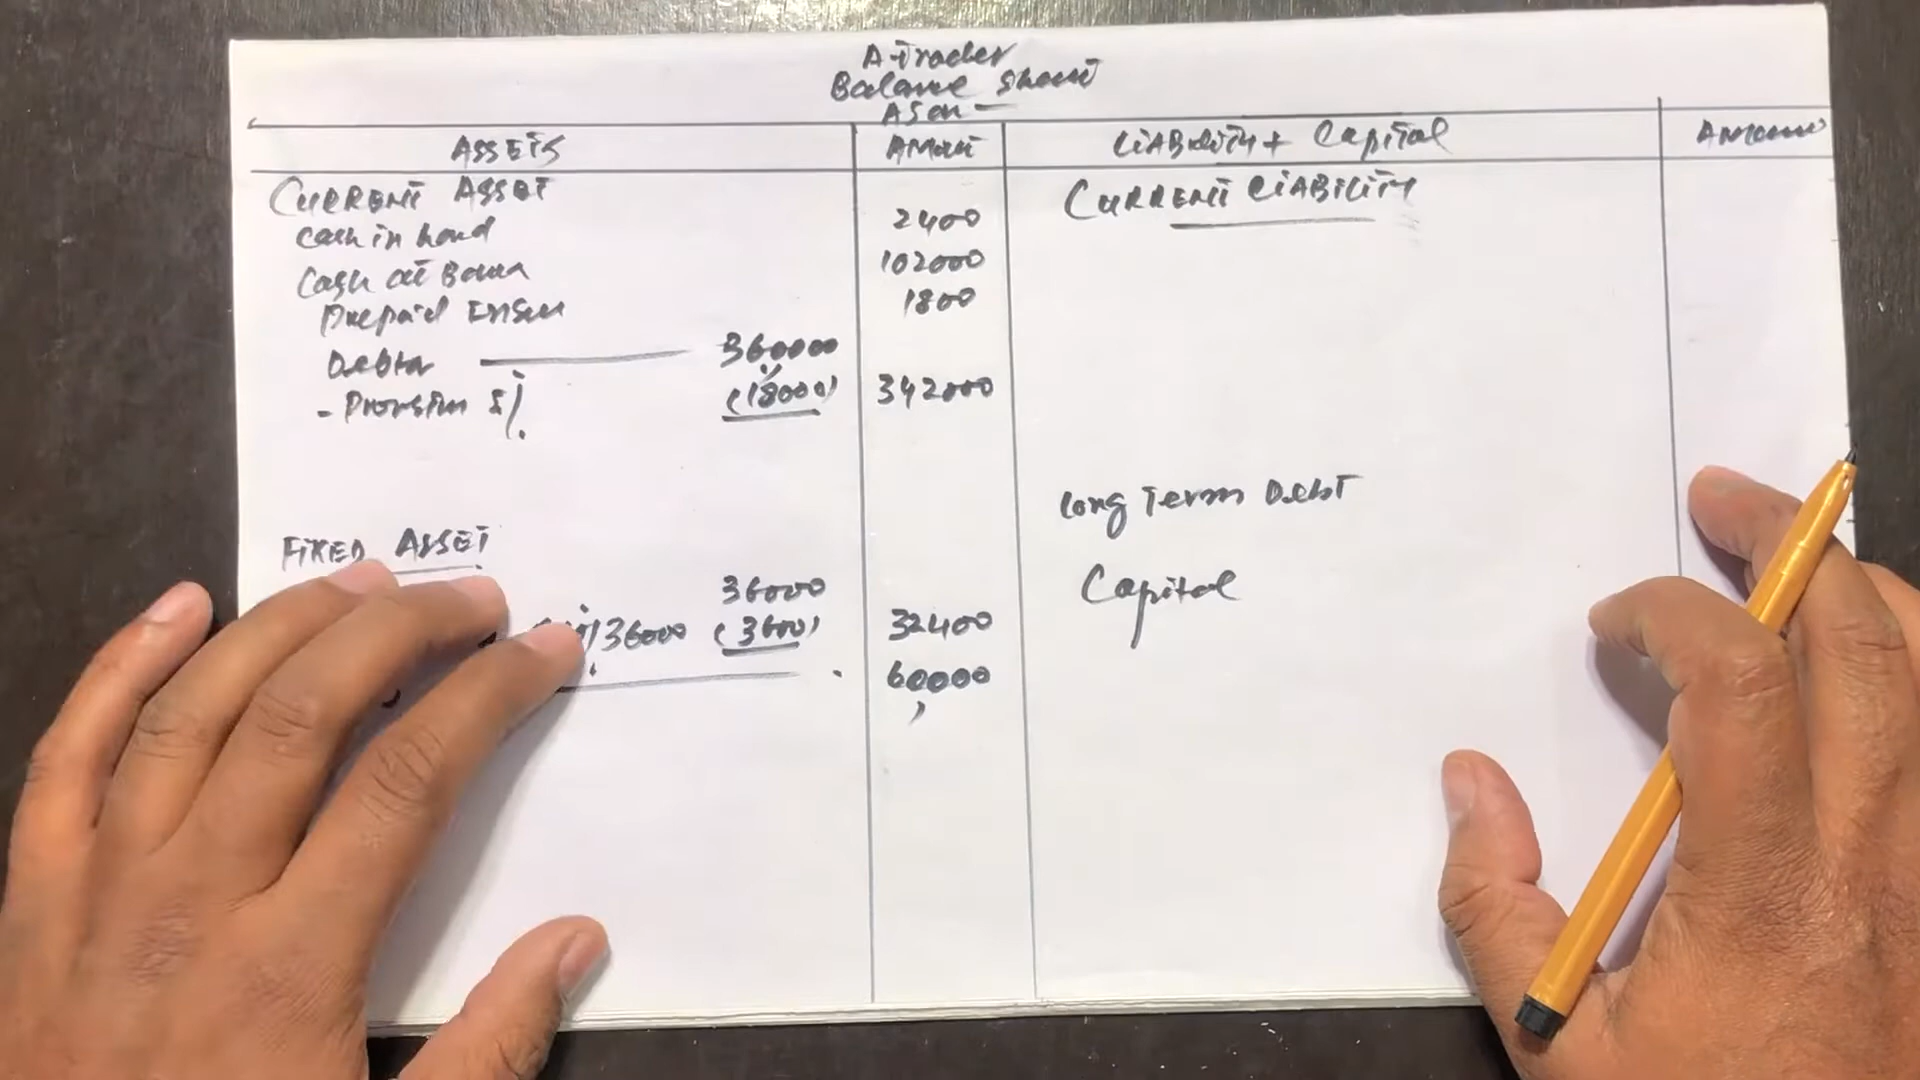 A-Trader
Balance Sheet
AS on —
ASSETS Amount LIABILITY + Capital Amount
CURRENT ASSET
CURRENT LIABILITY
Cash in hand 2400
Cash at Bank 102000
Prepaid 1800
Debtor 360000
- Provision 5% (18000) 342000
Long Term Debt
FIXED ASSET
Capital
36000
36000 (3600) 32400
60000